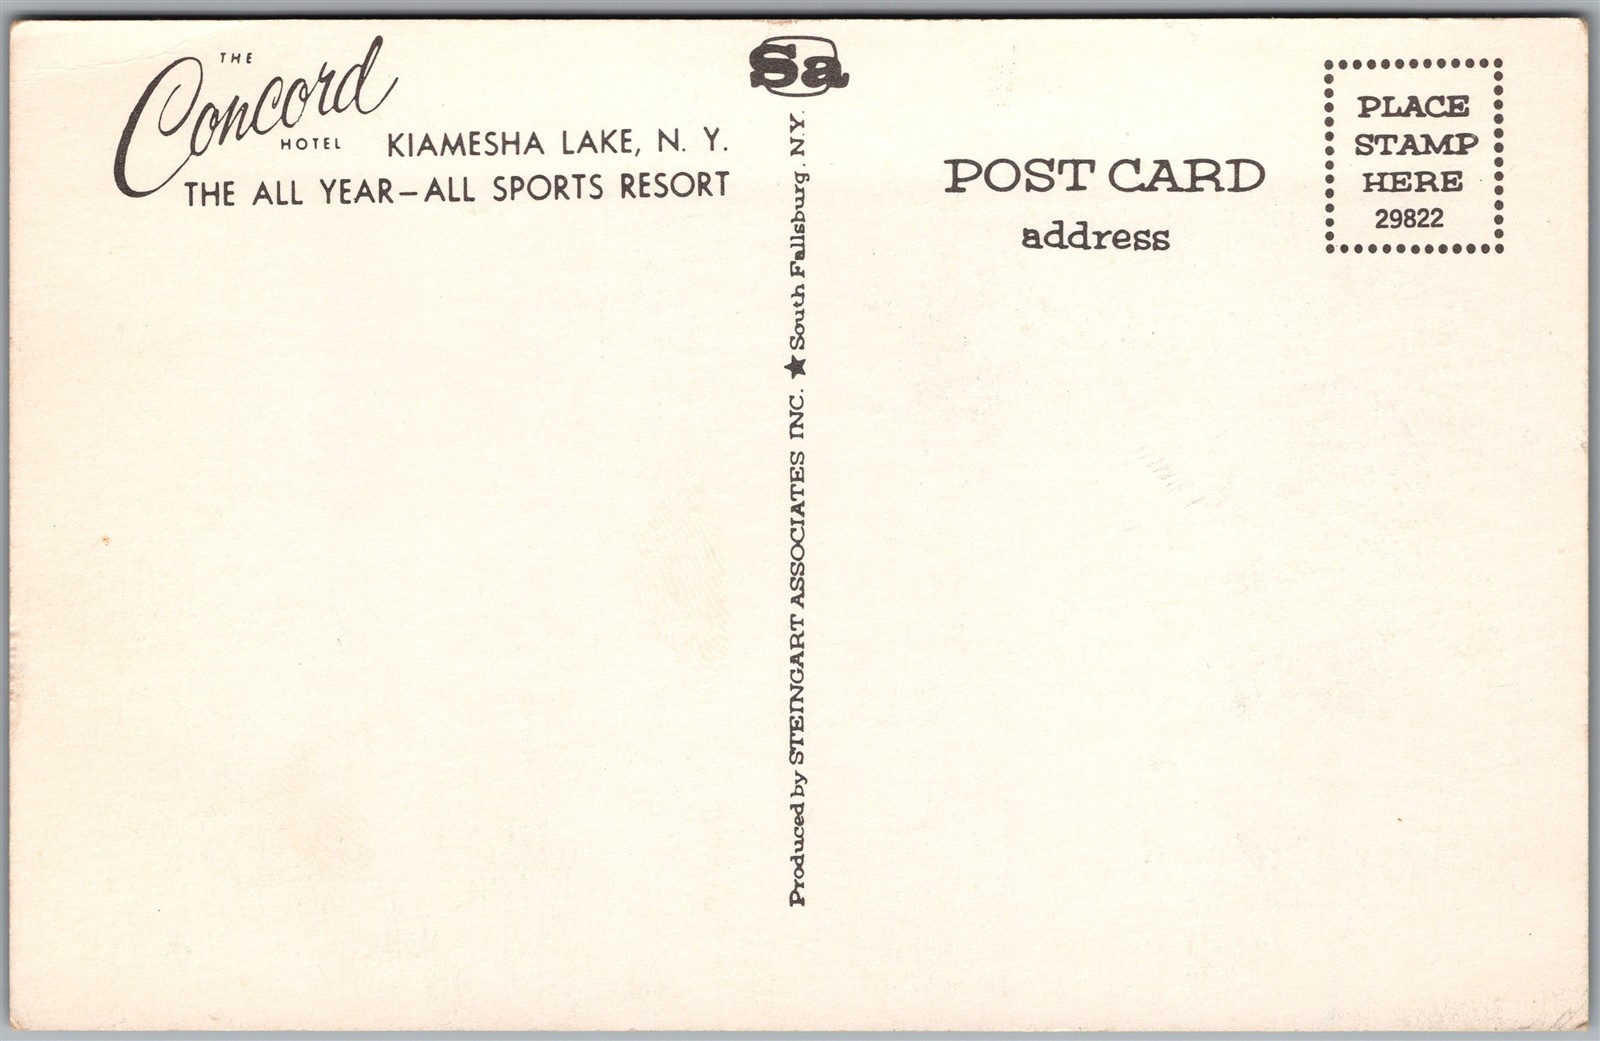 THE
Concord
HOTEL
KIAMESHA LAKE, N. Y.
THE ALL YEAR—ALL SPORTS RESORT
Sa
Produced by STEINGART ASSOCIATES INC. ★ South Fallsburg, N.Y.
POST CARD
address
PLACE
STAMP
HERE
29822